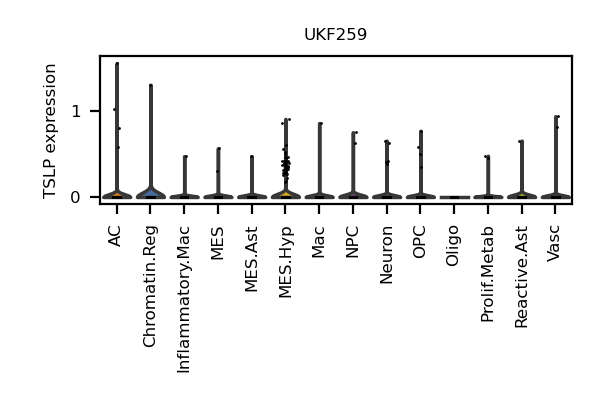 UKF259
TSLP expression
1
0
AC
Chromatin.Reg
Inflammatory.Mac
MES
MES.Ast
MES.Hyp
Mac
NPC
Neuron
OPC
Oligo
Prolif.Metab
Reactive.Ast
Vasc